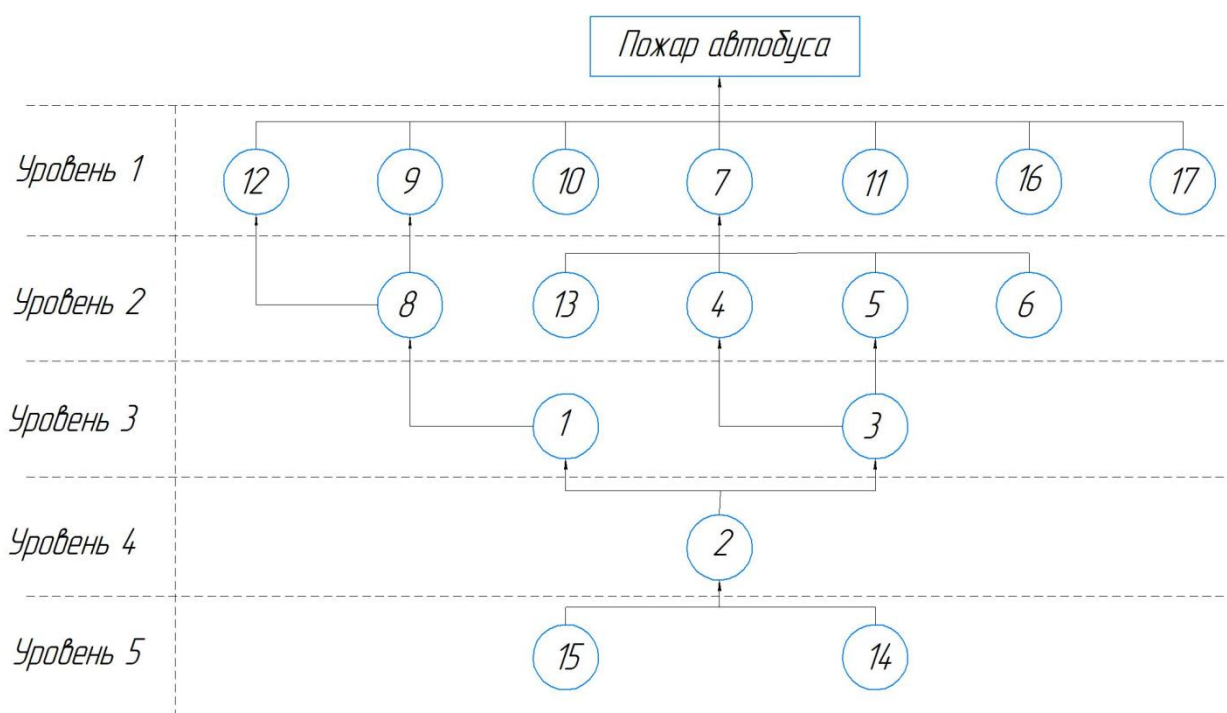 Пожар автобуса
Уровень 1
12 9 10 7 11 16 17
Уровень 2
8 13 4 5 6
Уровень 3
1 3
Уровень 4
2
Уровень 5
15 14